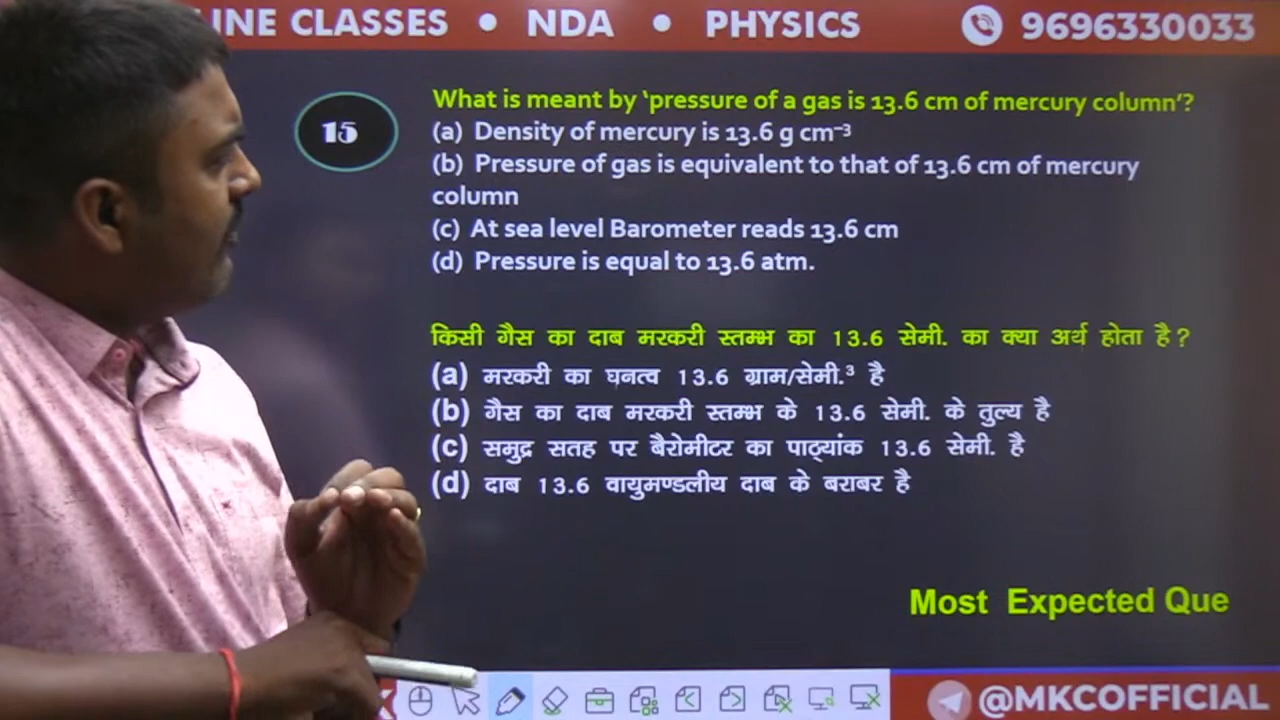 INE CLASSES • NDA • PHYSICS 9696330033
15
What is meant by ‘pressure of a gas is 13.6 cm of mercury column’?
(a) Density of mercury is 13.6 g cm⁻³
(b) Pressure of gas is equivalent to that of 13.6 cm of mercury
column
(c) At sea level Barometer reads 13.6 cm
(d) Pressure is equal to 13.6 atm.
किसी गैस का दाब मरकरी स्तम्भ का 13.6 सेमी. का क्या अर्थ होता है?
(a) मरकरी का घनत्व 13.6 ग्राम/सेमी.³ है
(b) गैस का दाब मरकरी स्तम्भ के 13.6 सेमी. के तुल्य है
(c) समुद्र सतह पर बैरोमीटर का पाठ्यांक 13.6 सेमी. है
(d) दाब 13.6 वायुमण्डलीय दाब के बराबर है
Most Expected Que
@MKCOFFICIAL